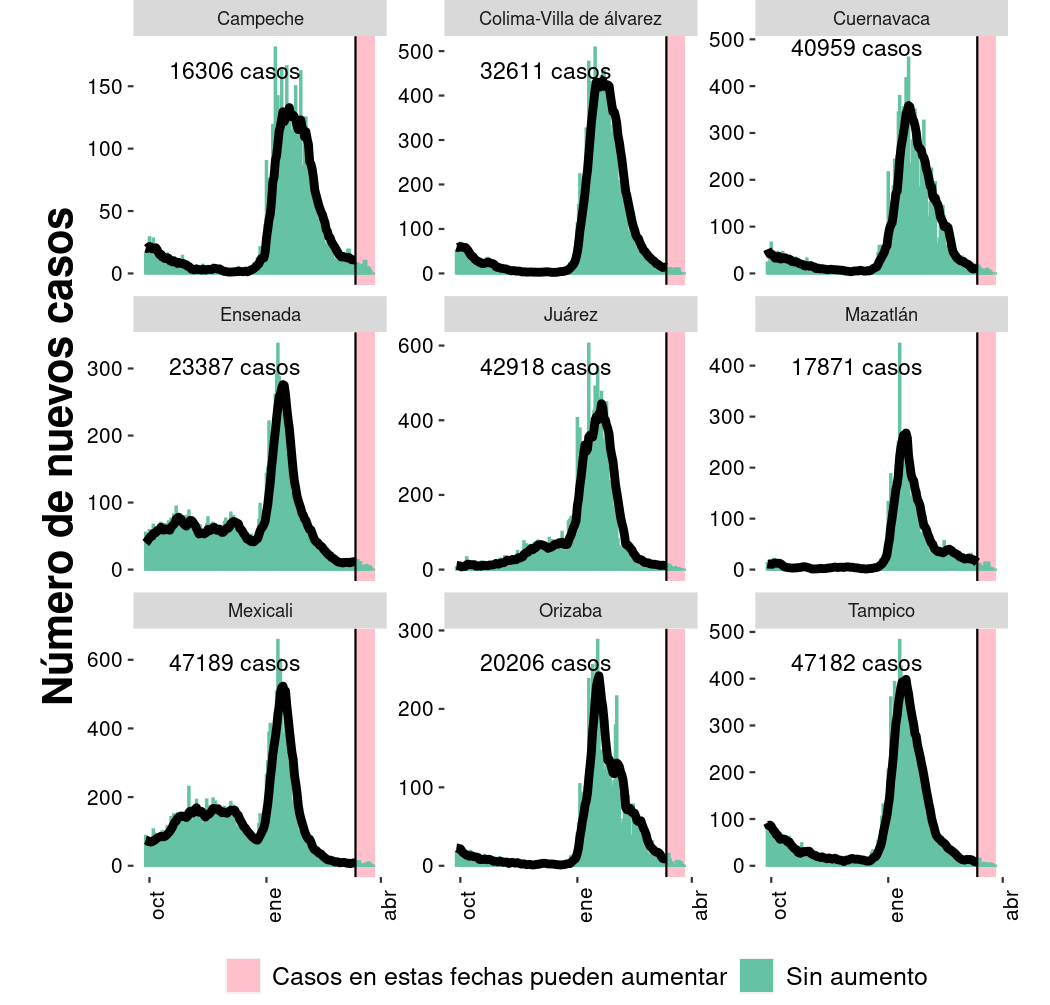 Campeche
Colima-Villa de álvarez
Cuernavaca
16306 casos
32611 casos
40959 casos
150
100
50
0
500
400
300
200
100
0
500
400
300
200
100
0
Ensenada
Juárez
Mazatlán
23387 casos
42918 casos
17871 casos
300
200
100
0
600
400
200
0
400
300
200
100
0
Mexicali
Orizaba
Tampico
47189 casos
20206 casos
47182 casos
600
400
200
0
300
200
100
0
500
400
300
200
100
0
oct
ene
abr
oct
ene
abr
oct
ene
abr
Número de nuevos casos
Casos en estas fechas pueden aumentar
Sin aumento